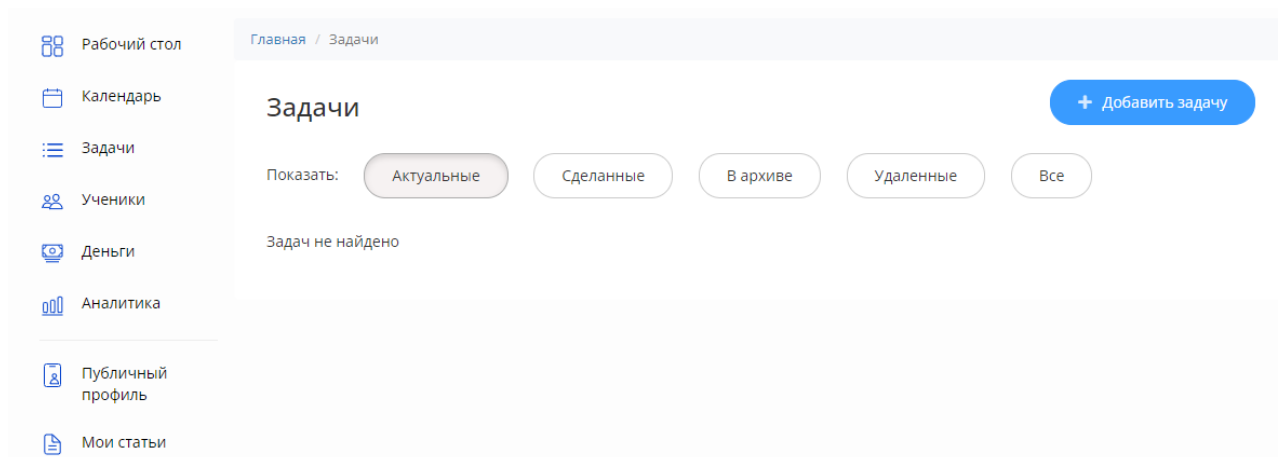 Рабочий стол
Календарь
Задачи
Ученики
Деньги
Аналитика
Публичный
профиль
Мои статьи
Главная / Задачи
Задачи
+ Добавить задачу
Показать: Актуальные Сделанные В архиве Удаленные Все
Задач не найдено